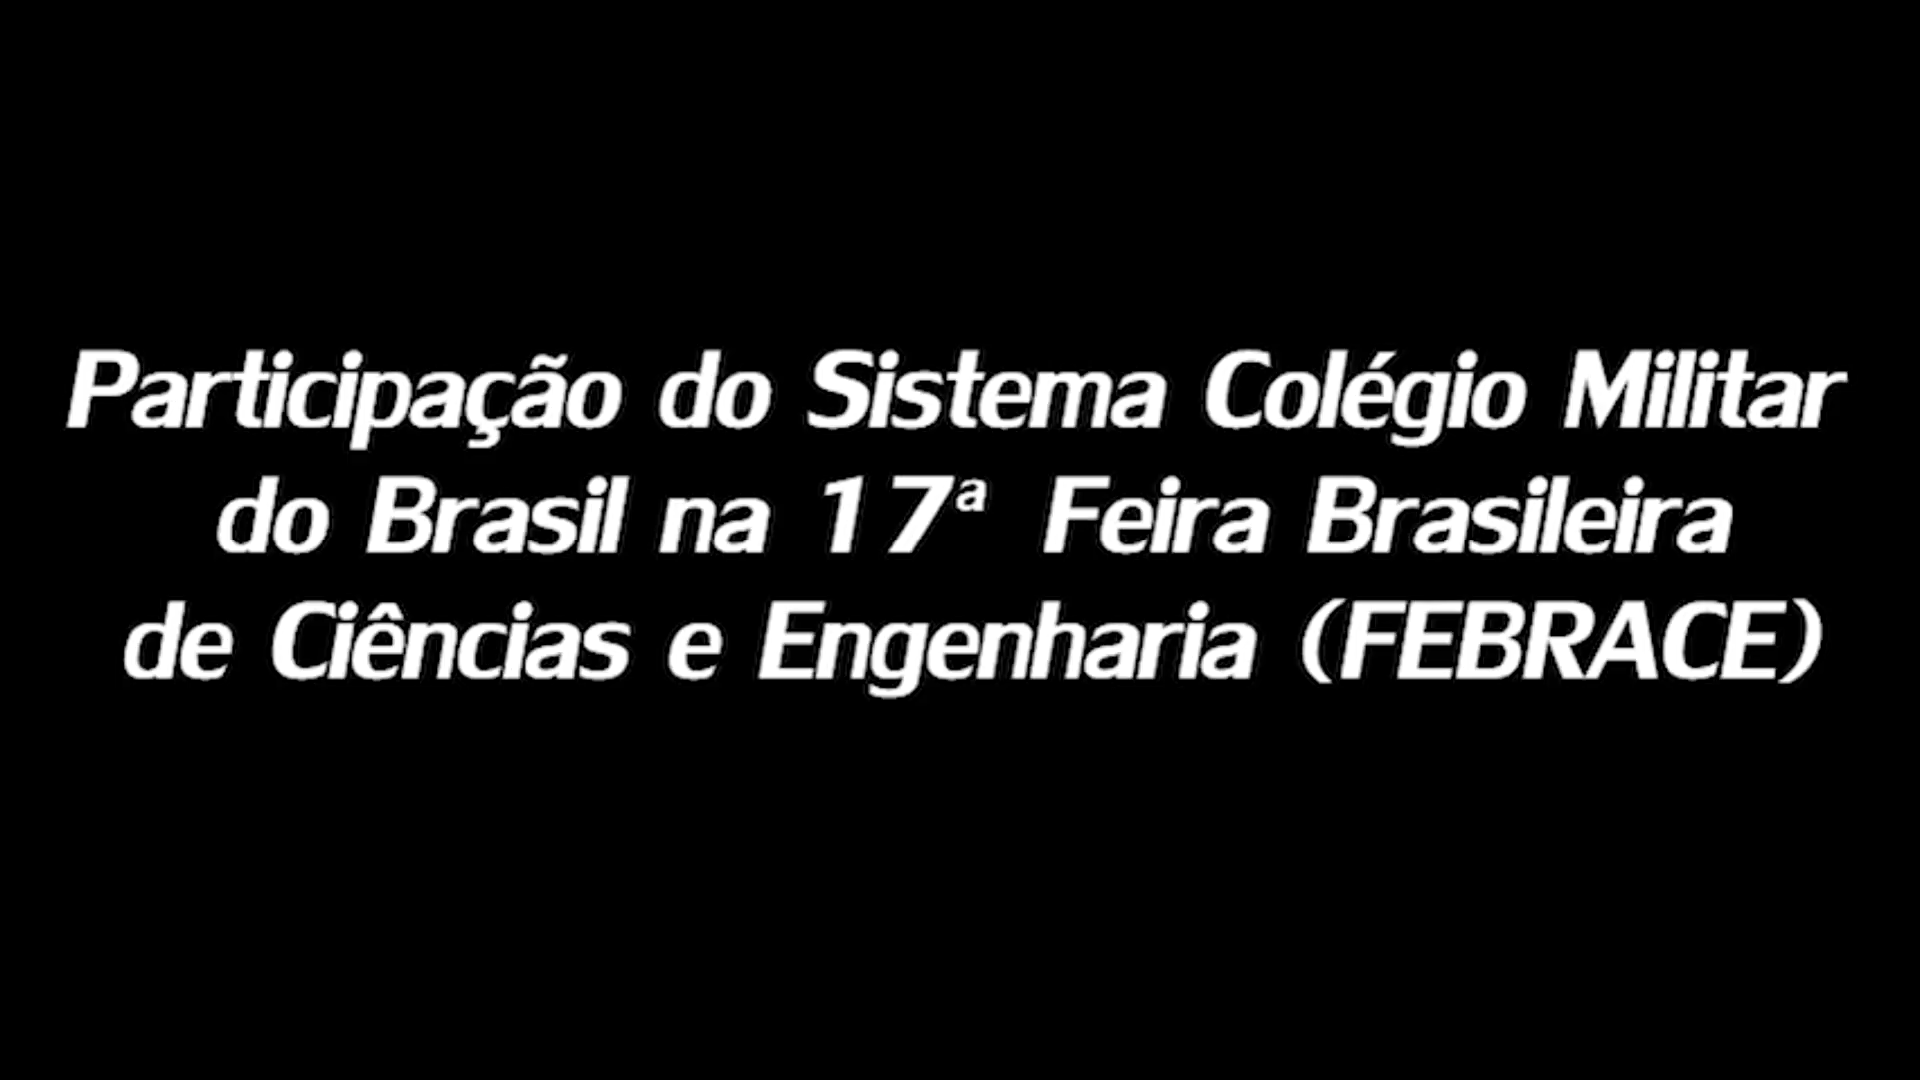 Participação do Sistema Colégio Militar
do Brasil na 17ª Feira Brasileira
de Ciências e Engenharia (FEBRACE)